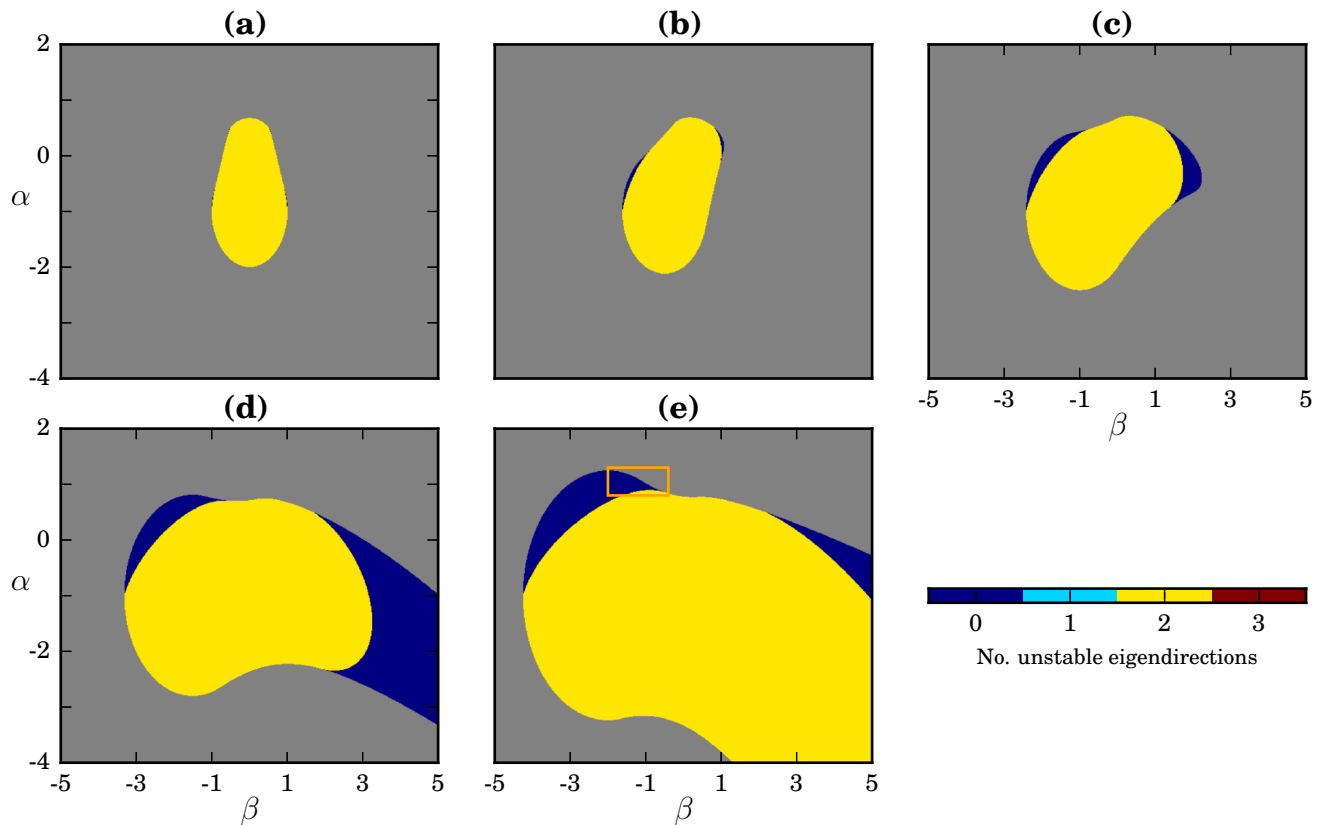 (a) (b) (c)
2
0
α
-2
-4
-5 -3 -1 1 3 5
β
(d) (e)
2
0
α
-2
-4
-5 -3 -1 1 3 5 -5 -3 -1 1 3 5
β β
0 1 2 3
No. unstable eigendirections